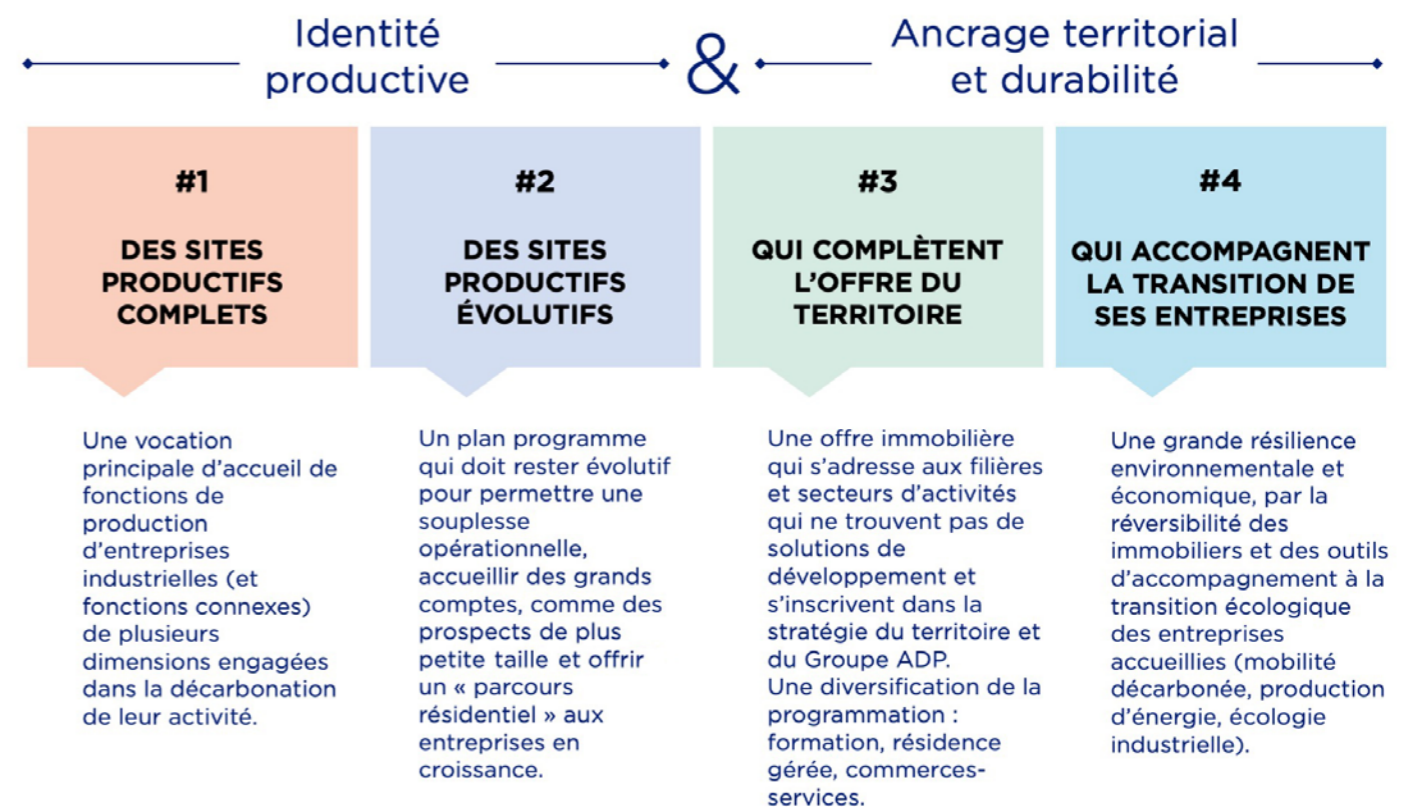 Identité
productive
&
Ancrage territorial
et durabilité
#1
DES SITES
PRODUCTIFS
COMPLETS
Une vocation
principale d'accueil de
fonctions de
production
d'entreprises
industrielles (et
fonctions connexes)
de plusieurs
dimensions engagées
dans la décarbonation
de leur activité.
#2
DES SITES
PRODUCTIFS
ÉVOLUTIFS
Un plan programme
qui doit rester évolutif
pour permettre une
souplesse
opérationnelle,
accueillir des grands
comptes, comme des
prospects de plus
petite taille et offrir
un « parcours
résidentiel » aux
entreprises en
croissance.
#3
QUI COMPLÈTENT
L'OFFRE DU
TERRITOIRE
Une offre immobilière
qui s'adresse aux filières
et secteurs d'activités
qui ne trouvent pas de
solutions de
développement et
s'inscrivent dans la
stratégie du territoire et
du Groupe ADP.
Une diversification de la
programmation :
formation, résidence
gérée, commerces-
services.
#4
QUI ACCOMPAGNENT
LA TRANSITION DE
SES ENTREPRISES
Une grande résilience
environnementale et
économique, par la
réversibilité des
immobiliers et des outils
d'accompagnement à la
transition écologique
des entreprises
accueillies (mobilité
décarbonée, production
d'énergie, écologie
industrielle).